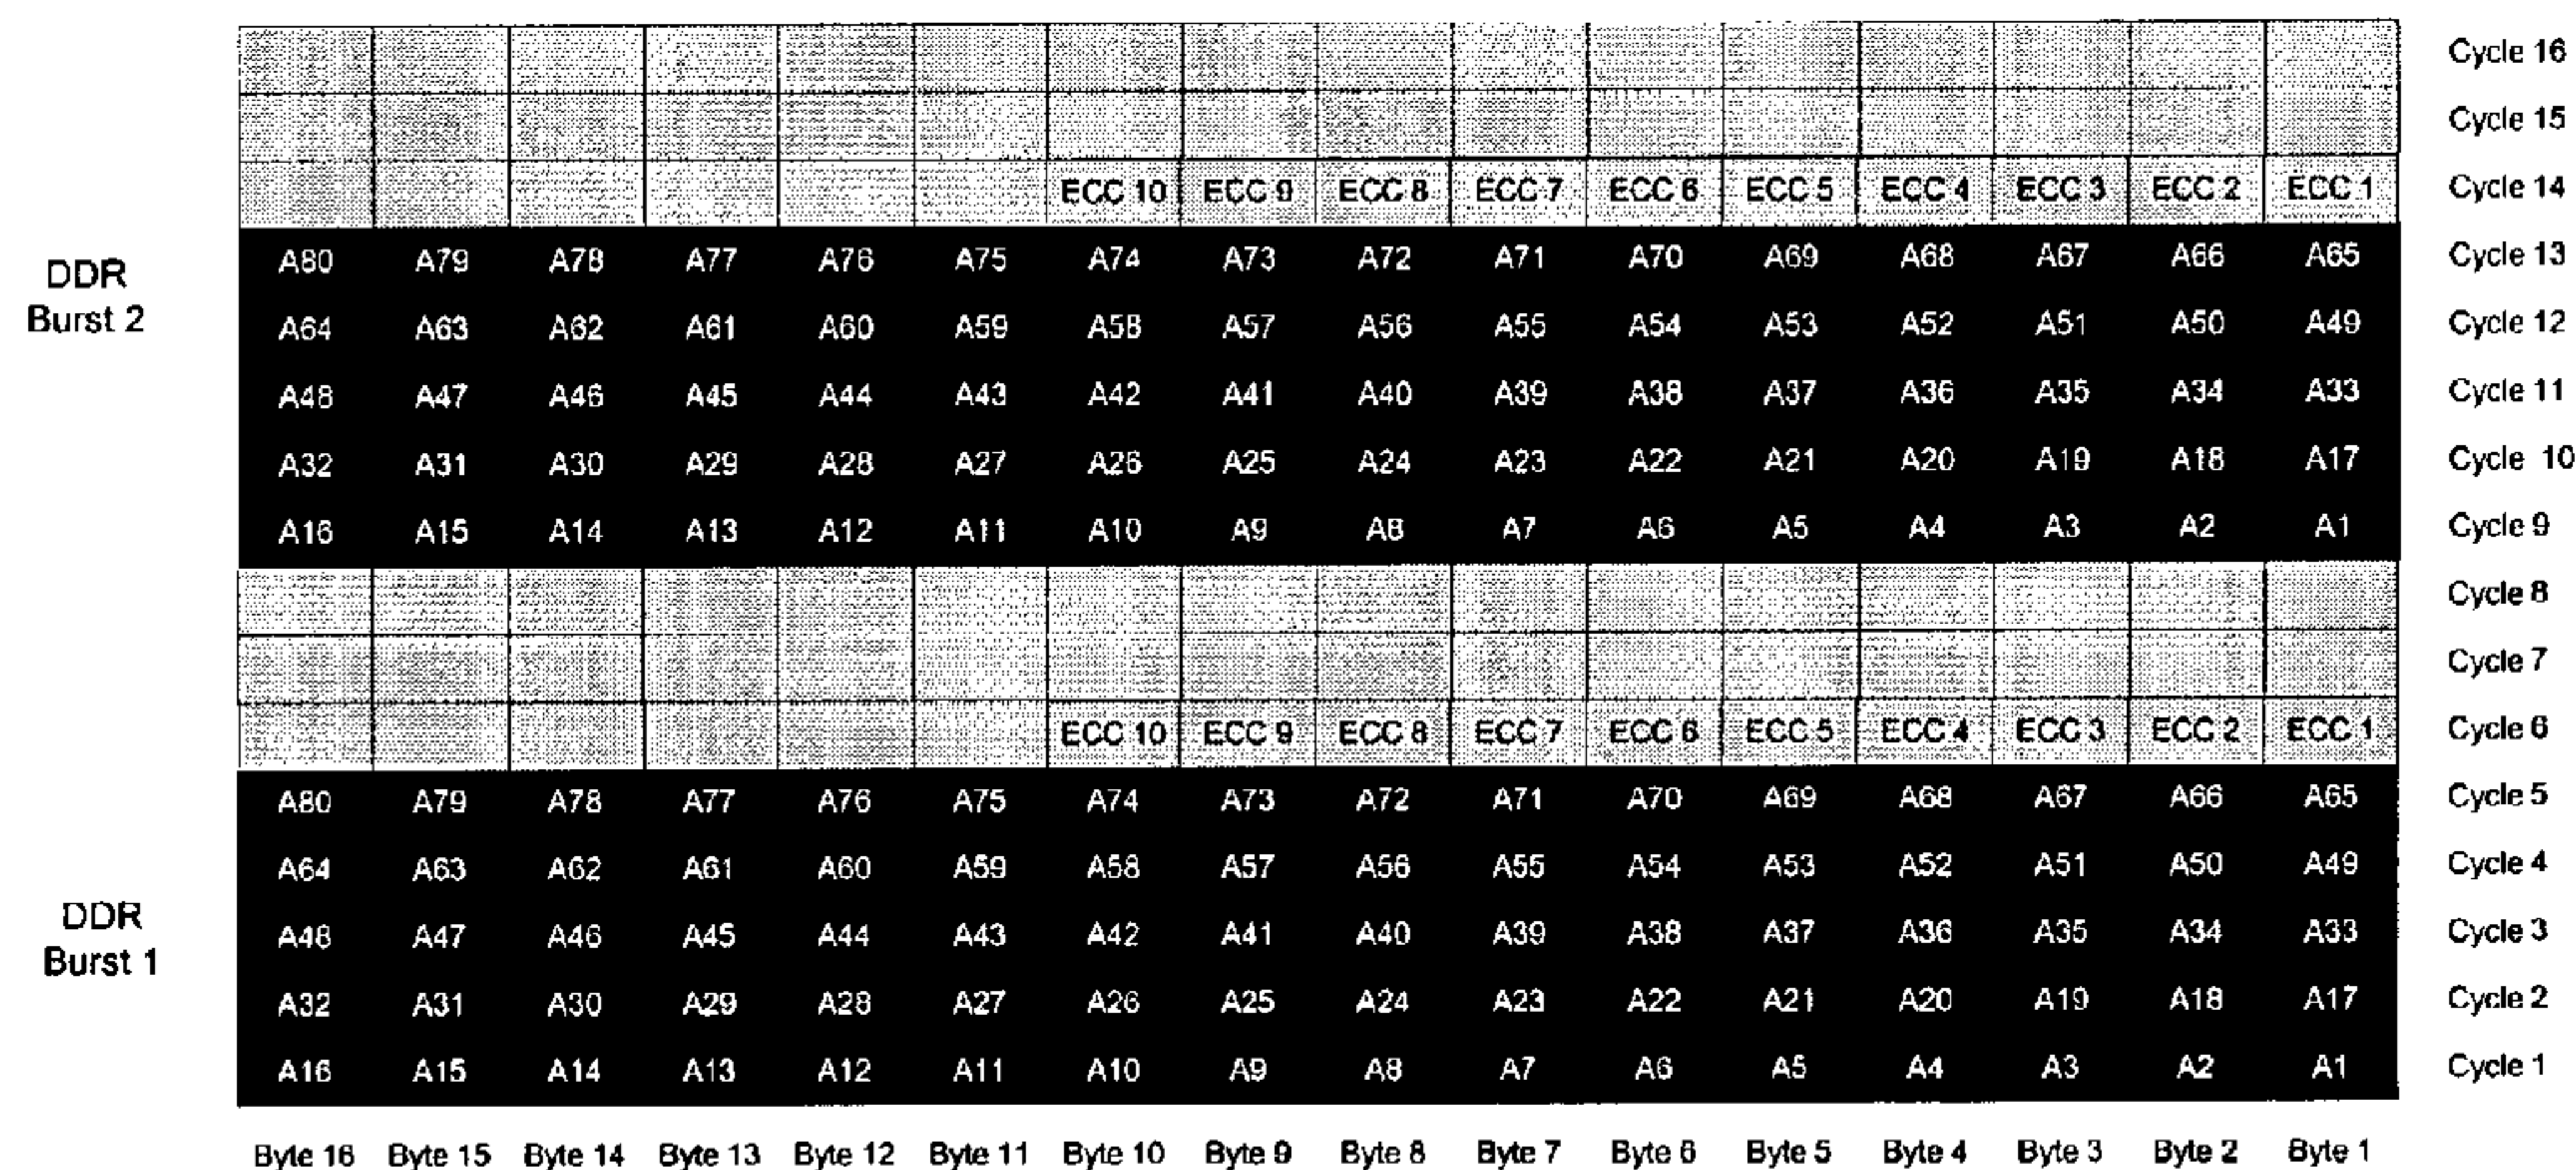 Cycle 16
Cycle 15
ECC 10 ECC 9 ECC 8 ECC 7 ECC 6 ECC 5 ECC 4 ECC 3 ECC 2 ECC 1 Cycle 14
A80 A79 A78 A77 A76 A75 A74 A73 A72 A71 A70 A69 A68 A67 A66 A65 Cycle 13
DDR
Burst 2
A64 A63 A62 A61 A60 A59 A58 A57 A56 A55 A54 A53 A52 A51 A50 A49 Cycle 12
A48 A47 A46 A45 A44 A43 A42 A41 A40 A39 A38 A37 A36 A35 A34 A33 Cycle 11
A32 A31 A30 A29 A28 A27 A26 A25 A24 A23 A22 A21 A20 A19 A18 A17 Cycle 10
A16 A15 A14 A13 A12 A11 A10 A9 A8 A7 A6 A5 A4 A3 A2 A1 Cycle 9
Cycle 8
Cycle 7
ECC 10 ECC 9 ECC 8 ECC 7 ECC 6 ECC 5 ECC 4 ECC 3 ECC 2 ECC 1 Cycle 6
A80 A79 A78 A77 A76 A75 A74 A73 A72 A71 A70 A69 A68 A67 A66 A65 Cycle 5
A64 A63 A62 A61 A60 A59 A58 A57 A56 A55 A54 A53 A52 A51 A50 A49 Cycle 4
DDR
Burst 1
A48 A47 A46 A45 A44 A43 A42 A41 A40 A39 A38 A37 A36 A35 A34 A33 Cycle 3
A32 A31 A30 A29 A28 A27 A26 A25 A24 A23 A22 A21 A20 A19 A18 A17 Cycle 2
A16 A15 A14 A13 A12 A11 A10 A9 A8 A7 A6 A5 A4 A3 A2 A1 Cycle 1
Byte 16 Byte 15 Byte 14 Byte 13 Byte 12 Byte 11 Byte 10 Byte 9 Byte 8 Byte 7 Byte 6 Byte 5 Byte 4 Byte 3 Byte 2 Byte 1